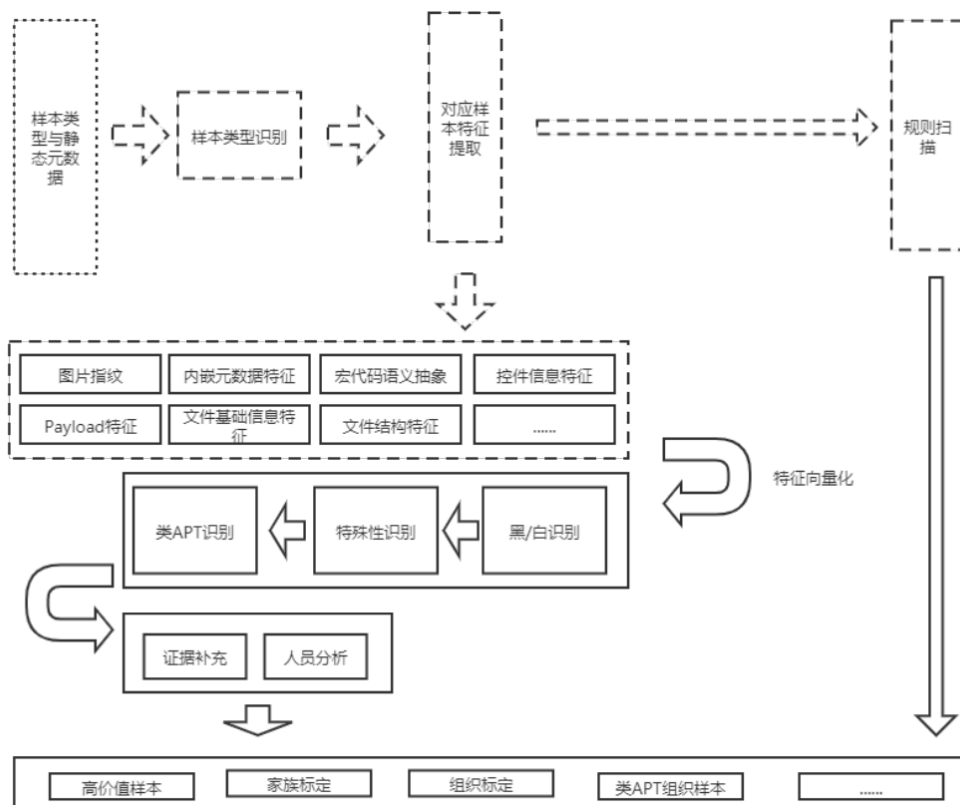 样本类
型与静
态元数
据
样本类型识别
对应样
本特征
提取
规则扫
描
图片指纹
内嵌元数据特征
宏代码语义抽象
控件信息特征
Payload特征
文件基础信息特
征
文件结构特征
......
特征向量化
类APT识别
特殊性识别
黑/白识别
证据补充
人员分析
高价值样本
家族标定
组织标定
类APT组织样本
......